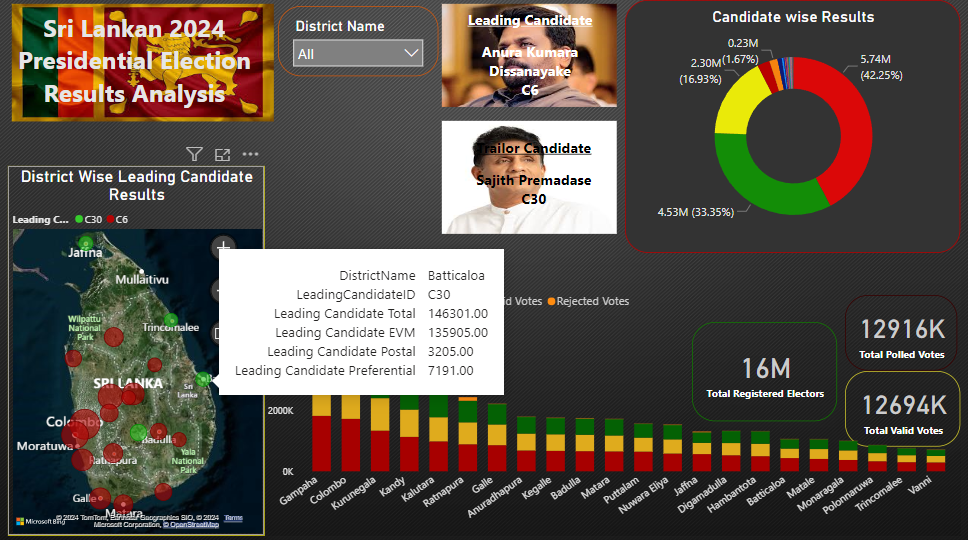 Sri Lankan 2024
Presidential Election
Results Analysis
District Name
All
Leading Candidate
Anura Kumara
Dissanayake
C6
Trailor Candidate
Sajith Premadase
C30
Candidate wise Results
0.23M
(1.67%)
2.30M
(16.93%)
5.74M
(42.25%)
4.53M (33.35%)
District Wise Leading Candidate
Results
Leading C... C30 C6
Jaffna
Mullaitivu
Wilpattu
National
Park
Trincomalee
SRI LANKA
Sri
Lanka
Colombo
Moratuwa
Badulla
Ratnapura
Yala
National
Park
Galle
Matara
Microsoft Bing
© 2024 TomTom, Earthstar Geographics SIO, © 2024
Microsoft Corporation, © OpenStreetMap
Terms
DistrictName Batticaloa
LeadingCandidateID C30
Leading Candidate Total 146301.00
Leading Candidate EVM 135905.00
Leading Candidate Postal 3205.00
Leading Candidate Preferential 7191.00
id Votes Rejected Votes
16M
Total Registered Electors
12916K
Total Polled Votes
12694K
Total Valid Votes
2000K
0K
Gampaha
Colombo
Kurunegala
Kandy
Kalutara
Ratnapura
Galle
Anuradhapura
Kegalle
Badulla
Matara
Puttalam
Nuwara Eliya
Jaffna
Digamadulla
Hambantota
Batticaloa
Matale
Monaragala
Polonnaruwa
Trincomalee
Vanni